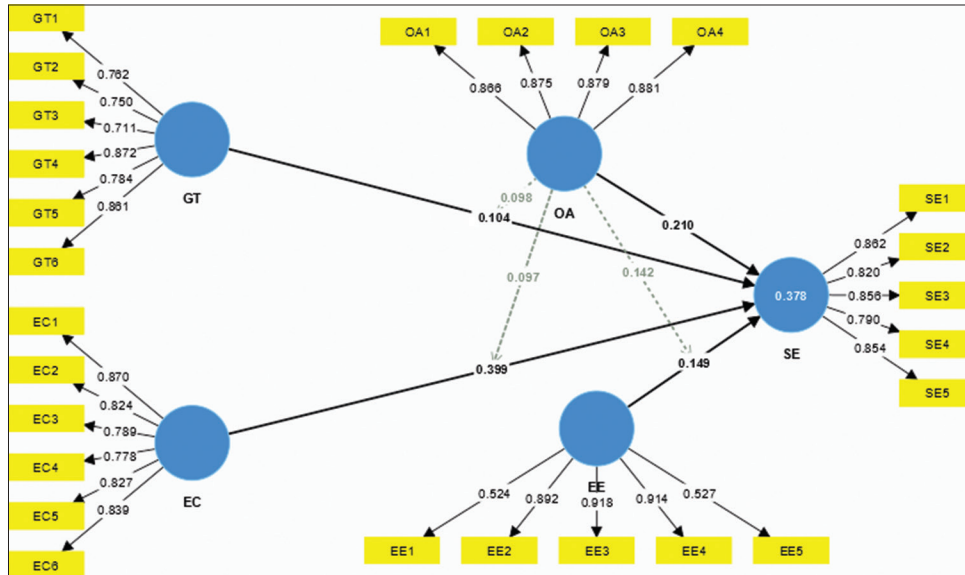 GT1
GT2
GT3
GT4
GT5
GT6
0.762
0.750
0.711
0.872
0.784
0.861
GT
OA1
OA2
OA3
OA4
0.866
0.875
0.879
0.881
OA
0.098
0.104
0.210
0.097
0.142
SE1
SE2
SE3
SE4
SE5
0.862
0.820
0.856
0.790
0.854
0.378
SE
EC1
EC2
EC3
EC4
EC5
EC6
0.870
0.824
0.789
0.778
0.827
0.839
EC
0.399
0.149
EE
0.524
0.892
0.918
0.914
0.527
EE1
EE2
EE3
EE4
EE5